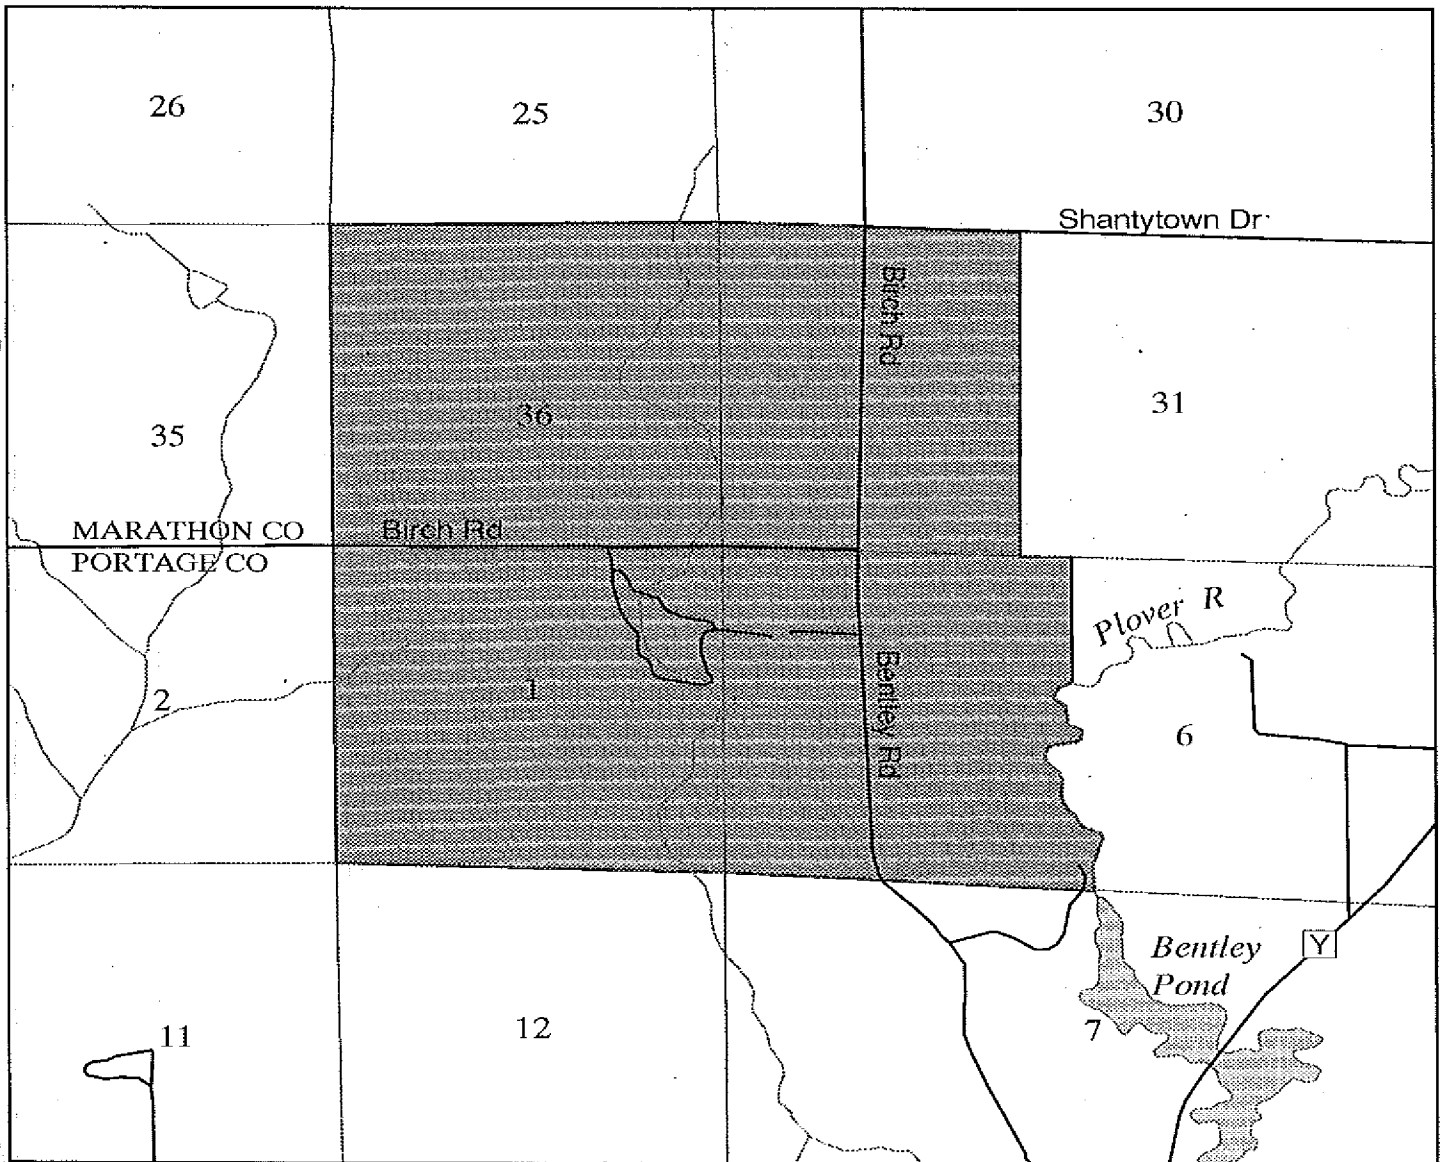 26
25
30
Shantytown Dr
Birch Rd
36
31
35
MARATHON CO
Birch Rd
PORTAGE CO
Plover R
1
2
Bentley Rd
6
Bentley
Pond
Y
7
11
12